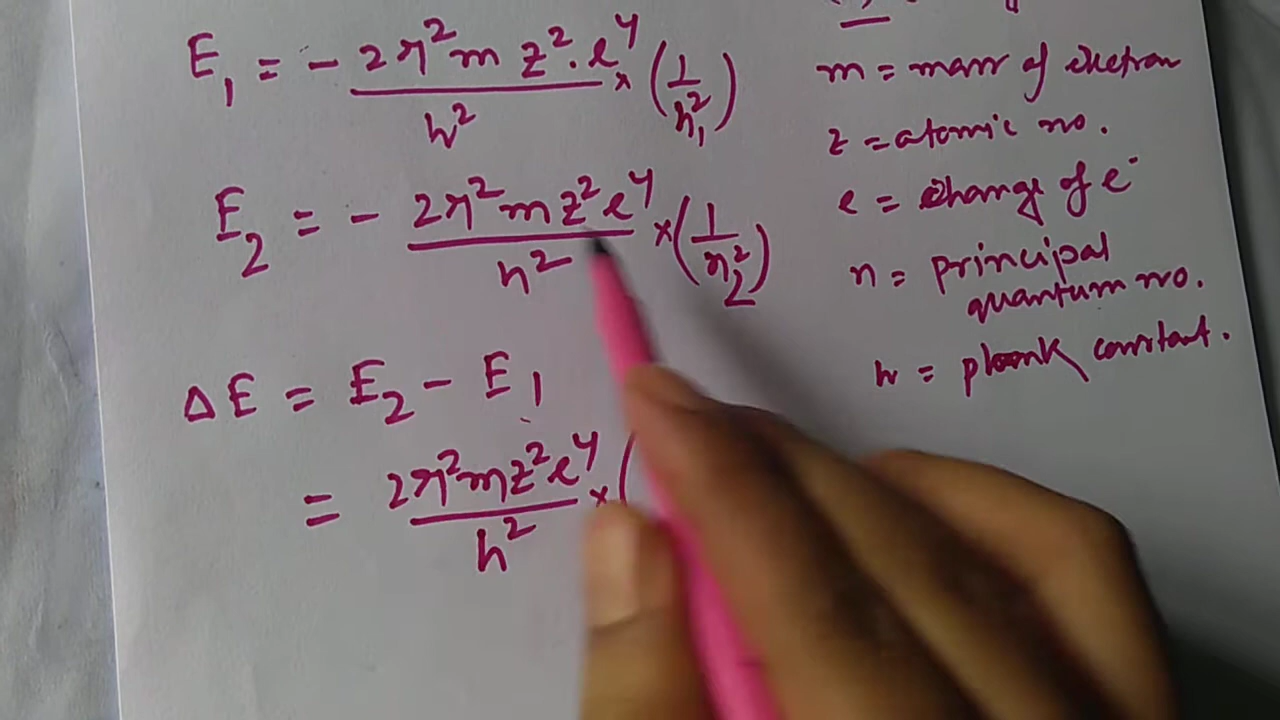 E₁ = - 2π²m z².e⁴ / h² × (1/n₁²)
E₂ = - 2π²mz²e⁴ / h² × (1/n₂²)
ΔE = E₂ - E₁
= 2π²mz²e⁴ / h² × (
m = mass of electron
z = atomic no.
e = charge of e⁻
n = principal
quantum no.
h = plank constant.